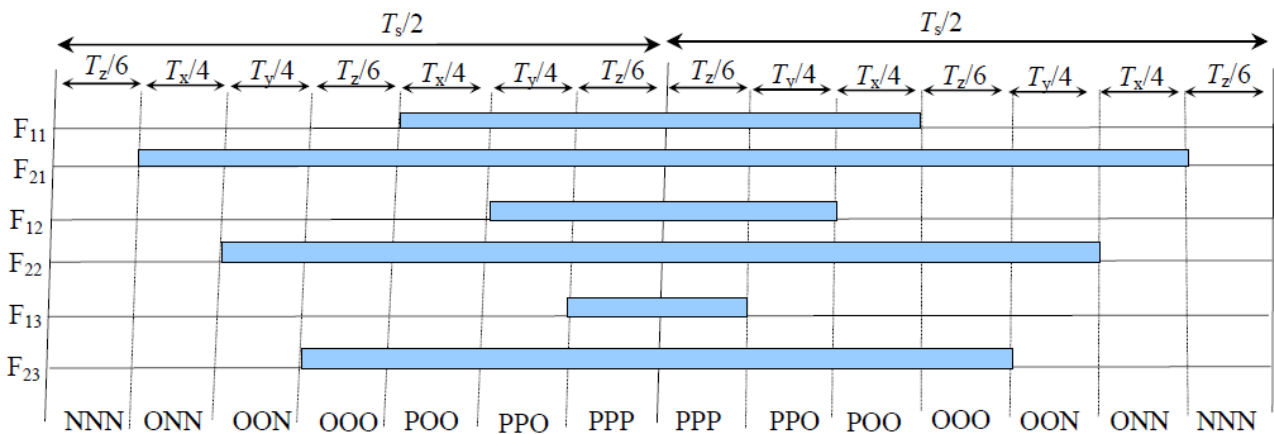 Ts/2 Ts/2
Tz/6 Tx/4 Ty/4 Tz/6 Tx/4 Ty/4 Tz/6 Tz/6 Ty/4 Tx/4 Tz/6 Ty/4 Tx/4 Tz/6
F11
F21
F12
F22
F13
F23
NNN ONN OON OOO POO PPO PPP PPP PPO POO OOO OON ONN NNN